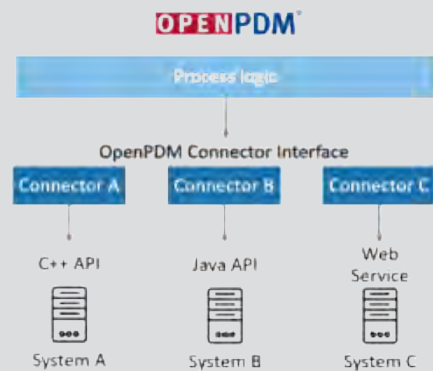 OPENPDM
Process logic
OpenPDM Connector Interface
Connector A
Connector B
Connector C
C++ API
Java API
Web
Service
System A
System B
System C